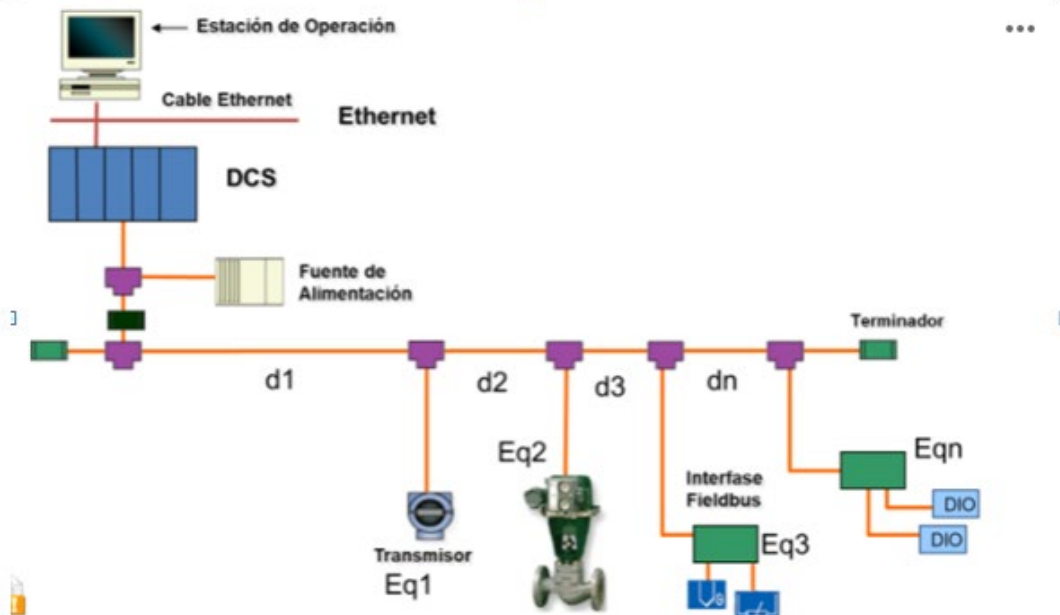 Estación de Operación
Cable Ethernet
Ethernet
DCS
Fuente de
Alimentación
Terminador
d1
d2
d3
dn
Eq2
Eqn
Interfase
Fieldbus
DIO
DIO
Eq3
Transmisor
Eq1